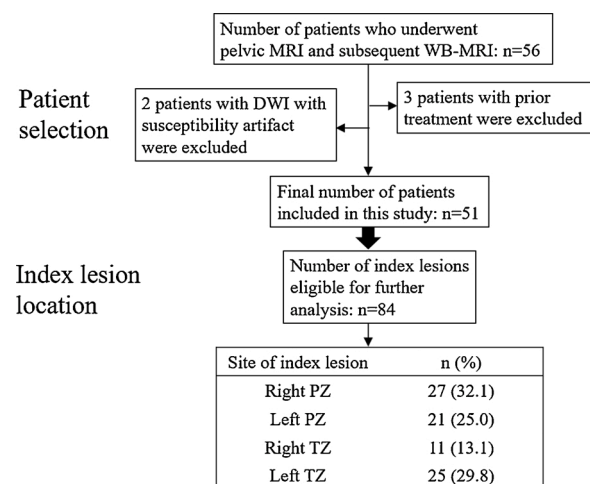 Number of patients who underwent
pelvic MRI and subsequent WB-MRI: n=56
Patient
selection
2 patients with DWI with
susceptibility artifact
were excluded
3 patients with prior
treatment were excluded
Final number of patients
included in this study: n=51
Index lesion
location
Number of index lesions
eligible for further
analysis: n=84
Site of index lesion n (%)
Right PZ 27 (32.1)
Left PZ 21 (25.0)
Right TZ 11 (13.1)
Left TZ 25 (29.8)